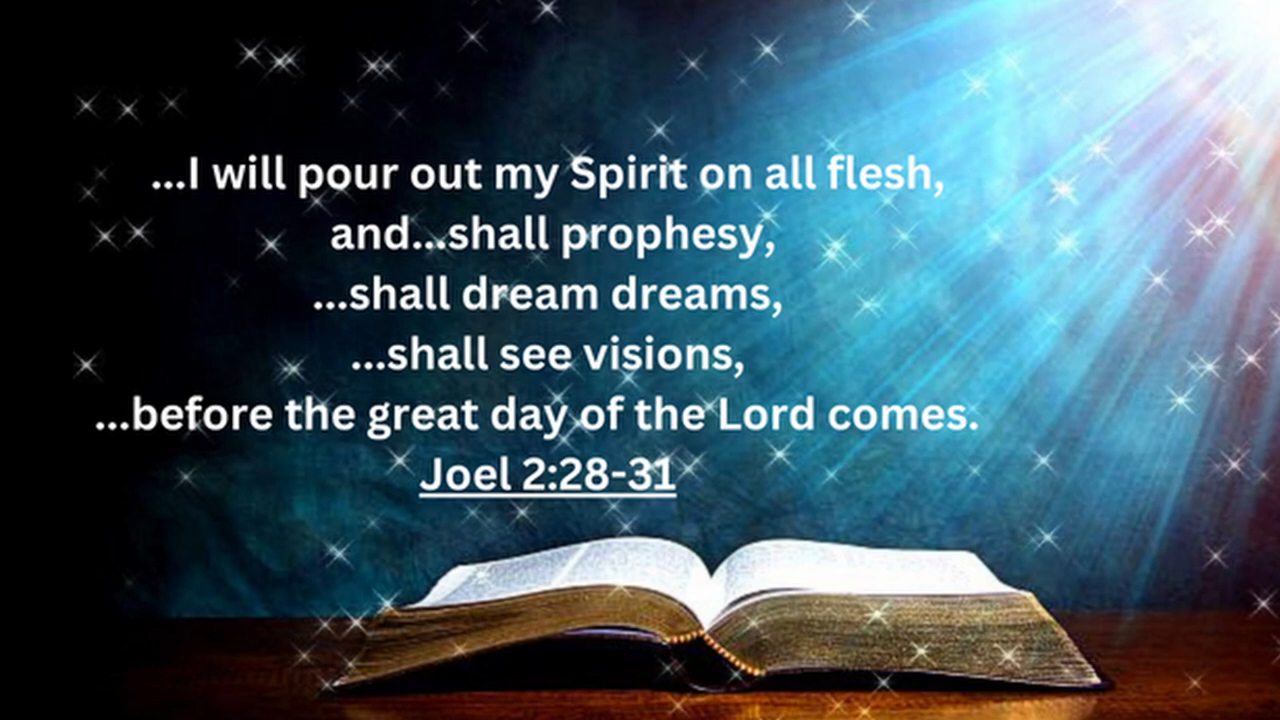 ...I will pour out my Spirit on all flesh,
and...shall prophesy,
...shall dream dreams,
...shall see visions,
...before the great day of the Lord comes.
Joel 2:28-31